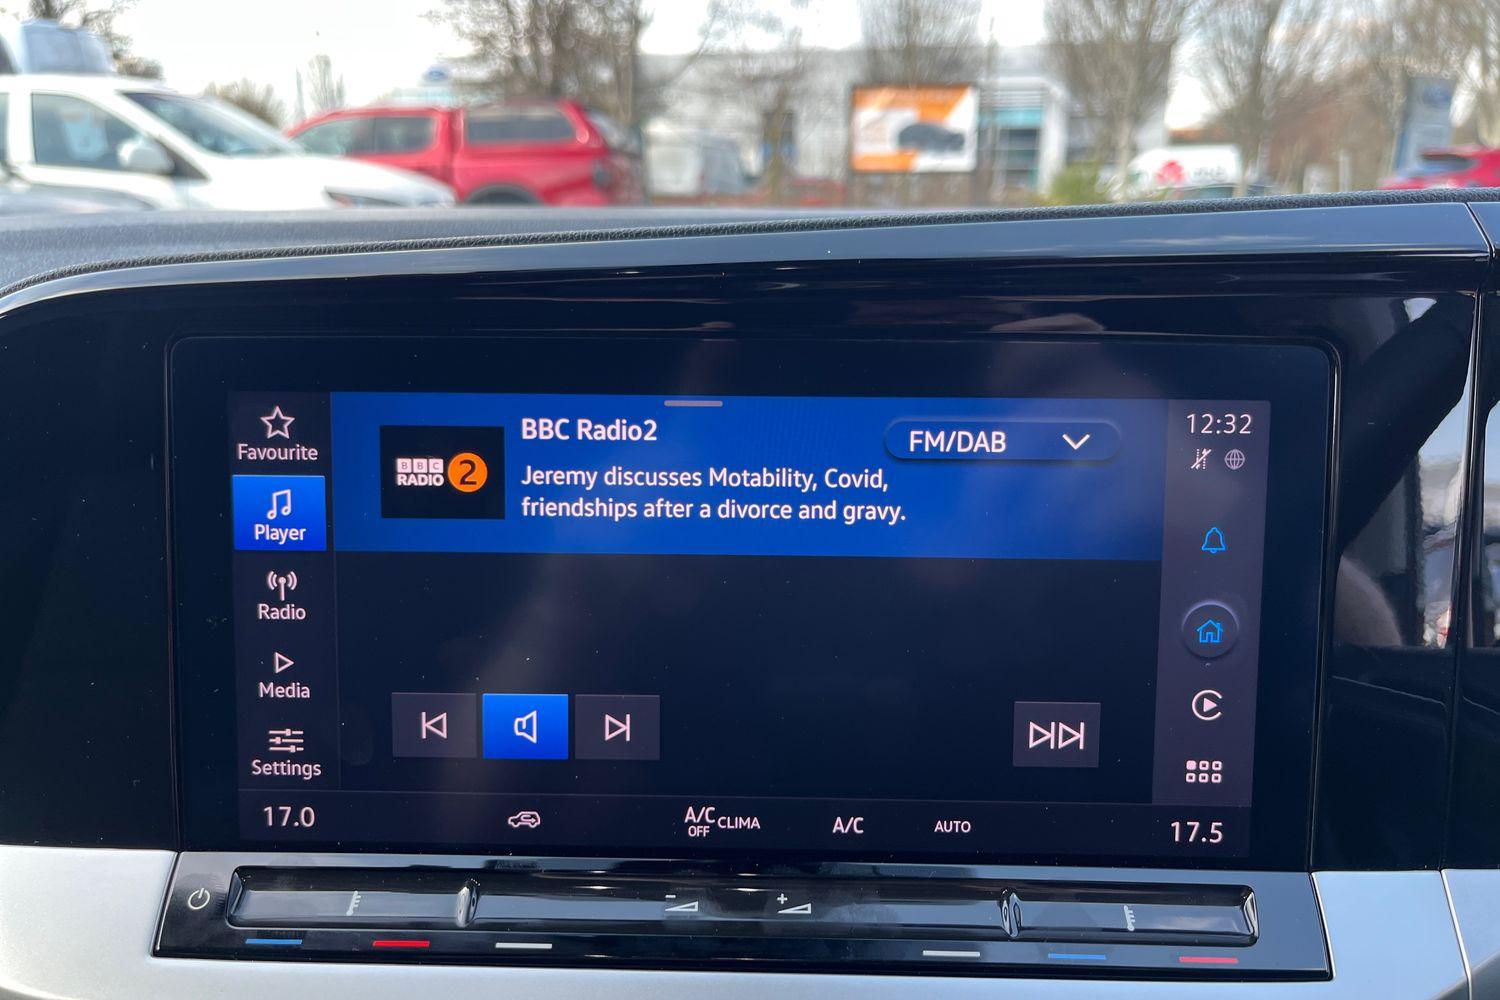 BBC Radio2
FM/DAB
Jeremy discusses Motability, Covid,
friendships after a divorce and gravy.
BBC
RADIO 2
Favourite
Player
Radio
Media
Settings
12:32
17.0
A/C
OFF
CLIMA
A/C
AUTO
17.5